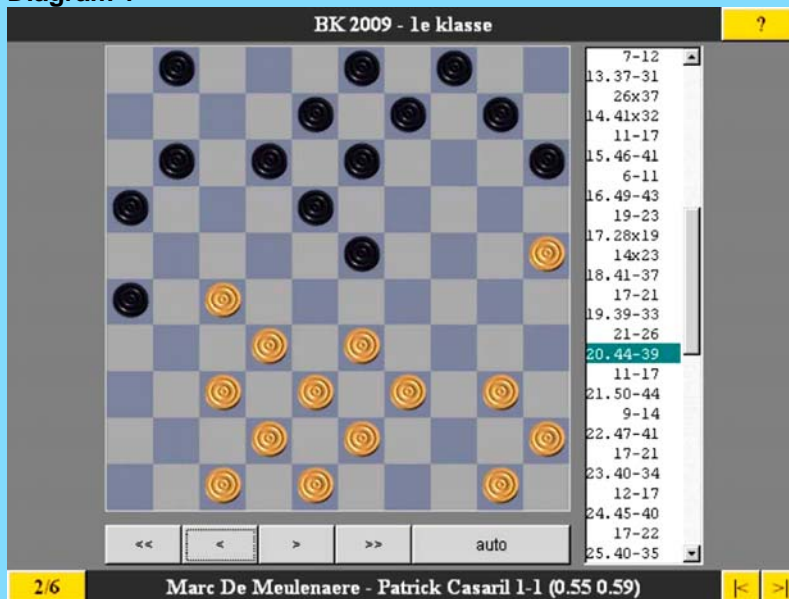 Diagram 1
BK 2009 - 1e klasse
?
7-12
13.37-31
26x37
14.41x32
11-17
15.46-41
6-11
16.49-43
19-23
17.28x19
14x23
18.41-37
17-21
19.39-33
21-26
20.44-39
11-17
21.50-44
9-14
22.47-41
17-21
23.40-34
12-17
24.45-40
17-22
25.40-35
<< < > >> auto
2/6 Marc De Meulenaere - Patrick Casaril 1-1 (0.55 0.59) |< >|